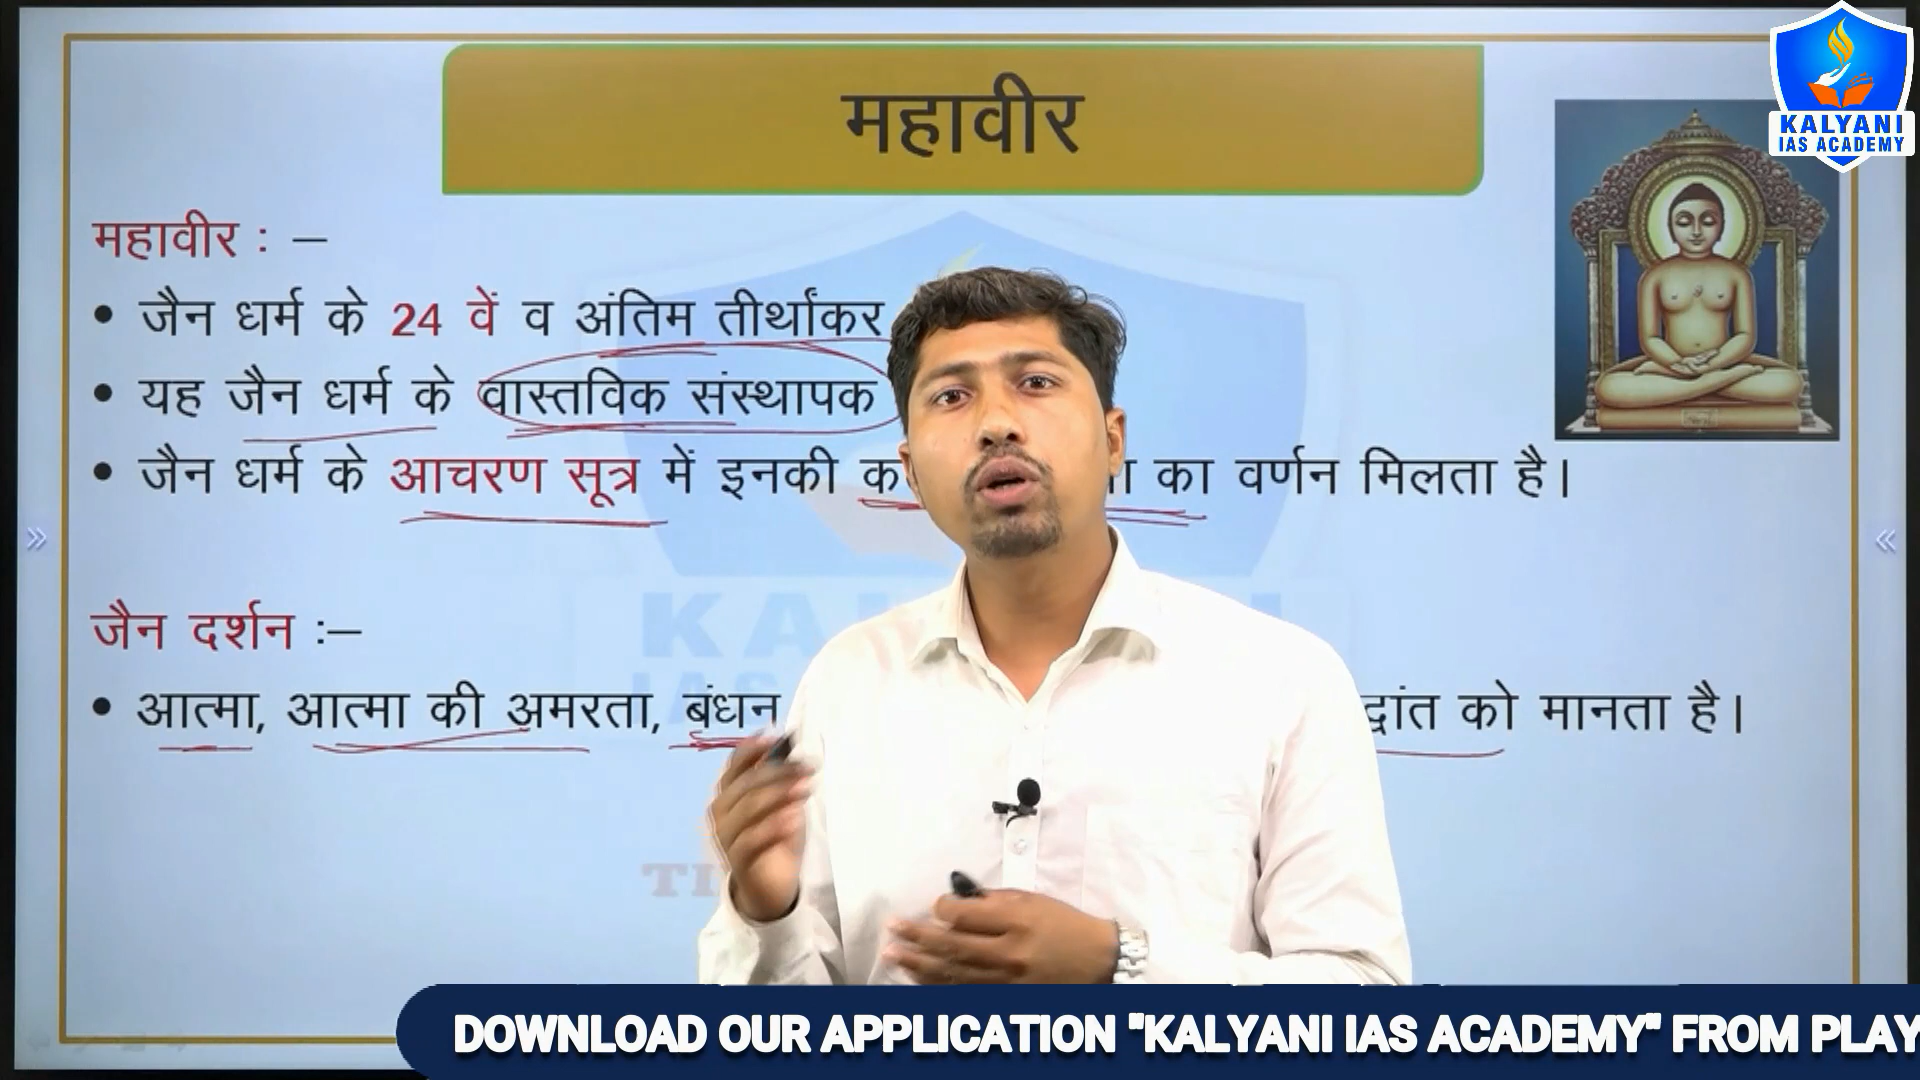 KALYANI
IAS ACADEMY
महावीर
महावीर : –
• जैन धर्म के 24 वें व अंतिम तीर्थांकर
• यह जैन धर्म के वास्तविक संस्थापक
• जैन धर्म के आचरण सूत्र में इनकी का वर्णन मिलता है।
जैन दर्शन :–
• आत्मा, आत्मा की अमरता, बंधन को मानता है।
DOWNLOAD OUR APPLICATION "KALYANI IAS ACADEMY" FROM PLAY